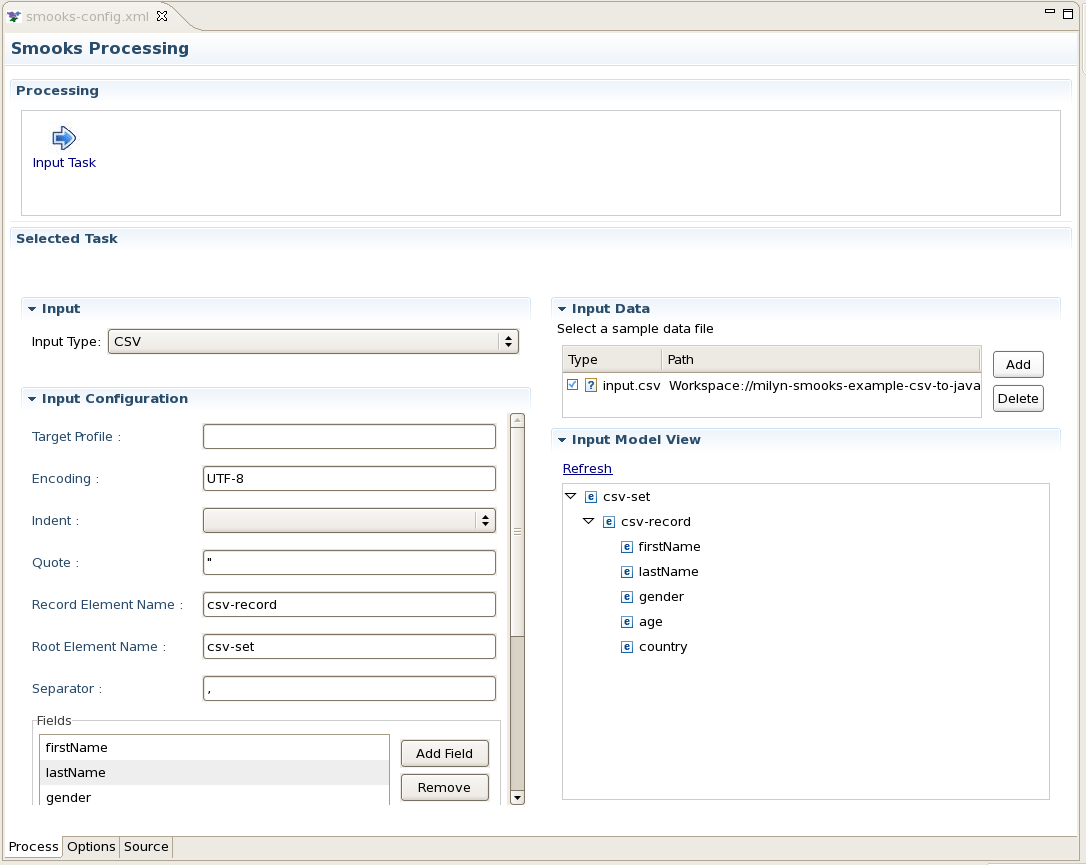 smooks-config.xml
Smooks Processing
Processing
Input Task
Selected Task
Input
Input Type: CSV
Input Configuration
Target Profile :
Encoding : UTF-8
Indent :
Quote : "
Record Element Name : csv-record
Root Element Name : csv-set
Separator : ,
Fields
firstName
lastName
gender
Add Field
Remove
Input Data
Select a sample data file
Type Path
input.csv Workspace://milyn-smooks-example-csv-to-java
Add
Delete
Input Model View
Refresh
csv-set
csv-record
firstName
lastName
gender
age
country
Process Options Source